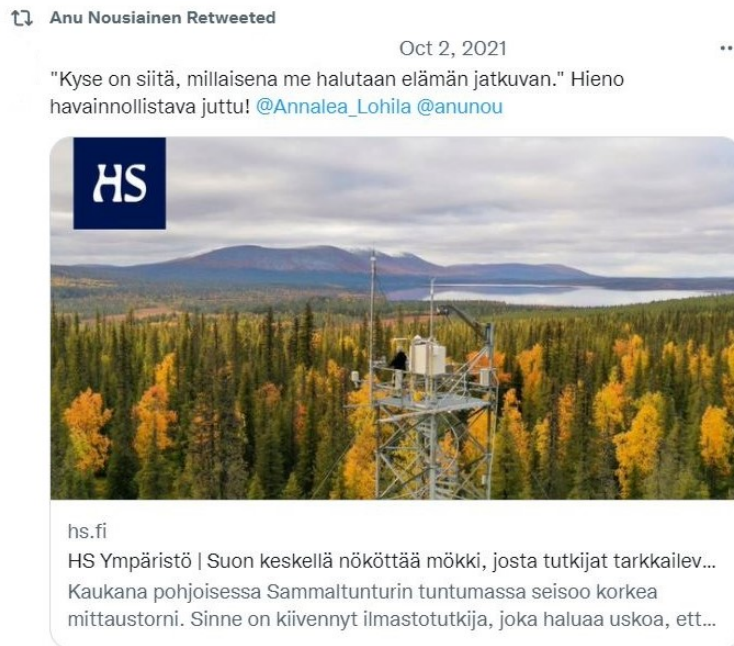 Anu Nousiainen Retweeted
Oct 2, 2021
"Kyse on siitä, millaisena me halutaan elämän jatkuvan." Hieno
havainnollistava juttu! @Annalea_Lohila @anunou
HS
hs.fi
HS Ympäristö | Suon keskellä nököttää mökki, josta tutkijat tarkkailev...
Kaukana pohjoisessa Sammaltunturin tuntumassa seisoo korkea
mittaustorni. Sinne on kiivennyt ilmastotutkija, joka haluaa uskoa, ett...